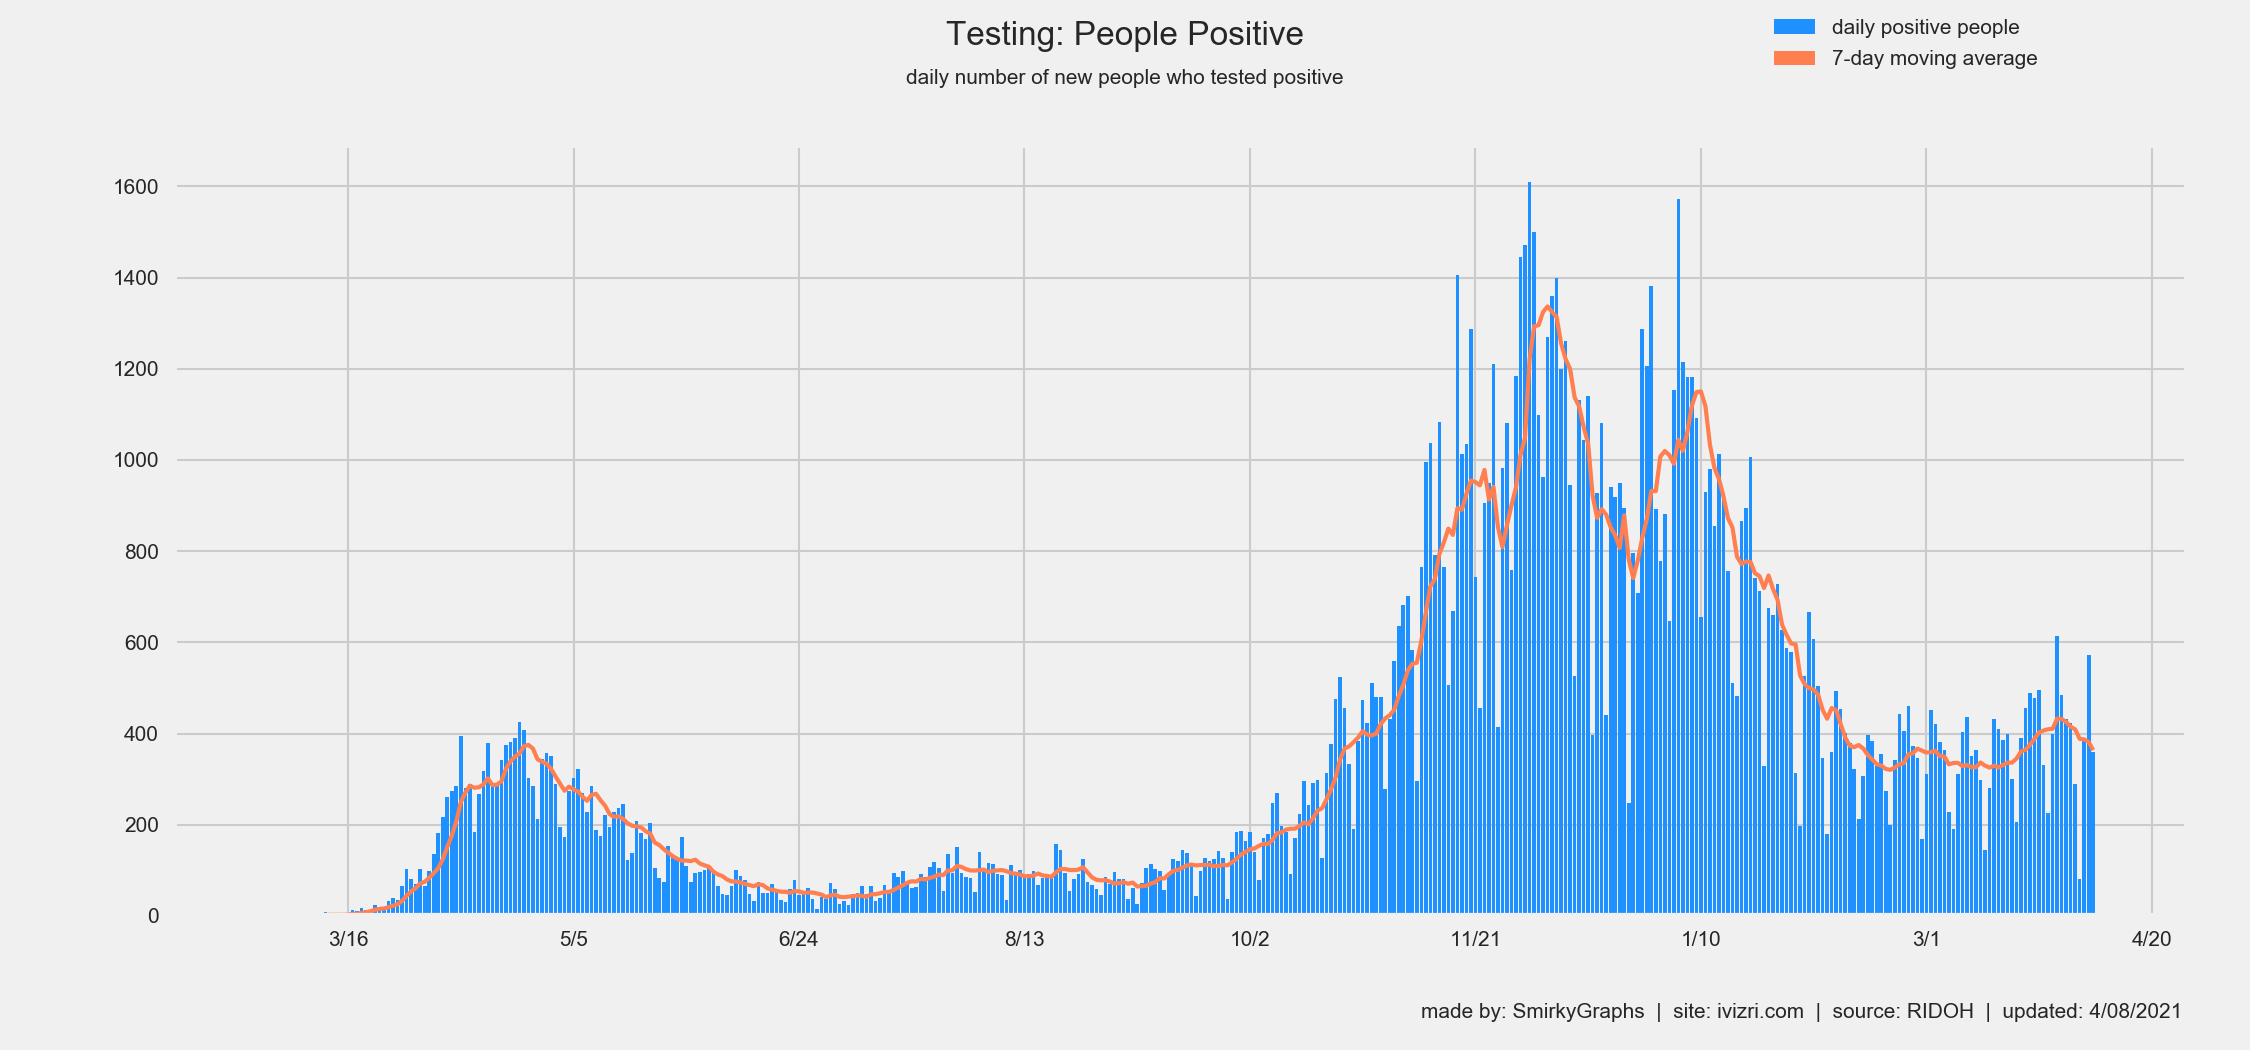 Testing: People Positive
daily number of new people who tested positive
daily positive people
7-day moving average
1600
1400
1200
1000
800
600
400
200
0
3/16 5/5 6/24 8/13 10/2 11/21 1/10 3/1 4/20
made by: SmirkyGraphs | site: ivizri.com | source: RIDOH | updated: 4/08/2021